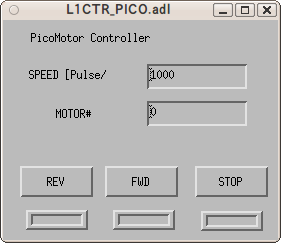 L1CTR_PICO.adl
PicoMotor Controller
SPEED [Pulse/ 1000
MOTOR# 0
REV FWD STOP